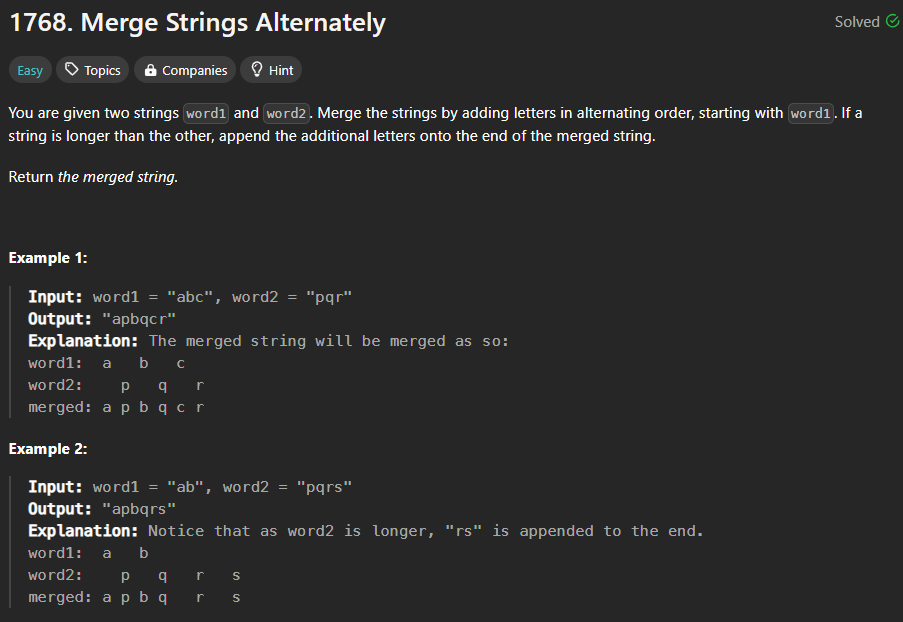 1768. Merge Strings Alternately
Solved
Easy Topics Companies Hint
You are given two strings word1 and word2. Merge the strings by adding letters in alternating order, starting with word1. If a
string is longer than the other, append the additional letters onto the end of the merged string.
Return the merged string.
Example 1:
Input: word1 = "abc", word2 = "pqr"
Output: "apbqcr"
Explanation: The merged string will be merged as so:
word1:  a   b   c
word2:    p   q   r
merged: a p b q c r
Example 2:
Input: word1 = "ab", word2 = "pqrs"
Output: "apbqrs"
Explanation: Notice that as word2 is longer, "rs" is appended to the end.
word1:  a   b
word2:    p   q   r   s
merged: a p b q   r   s